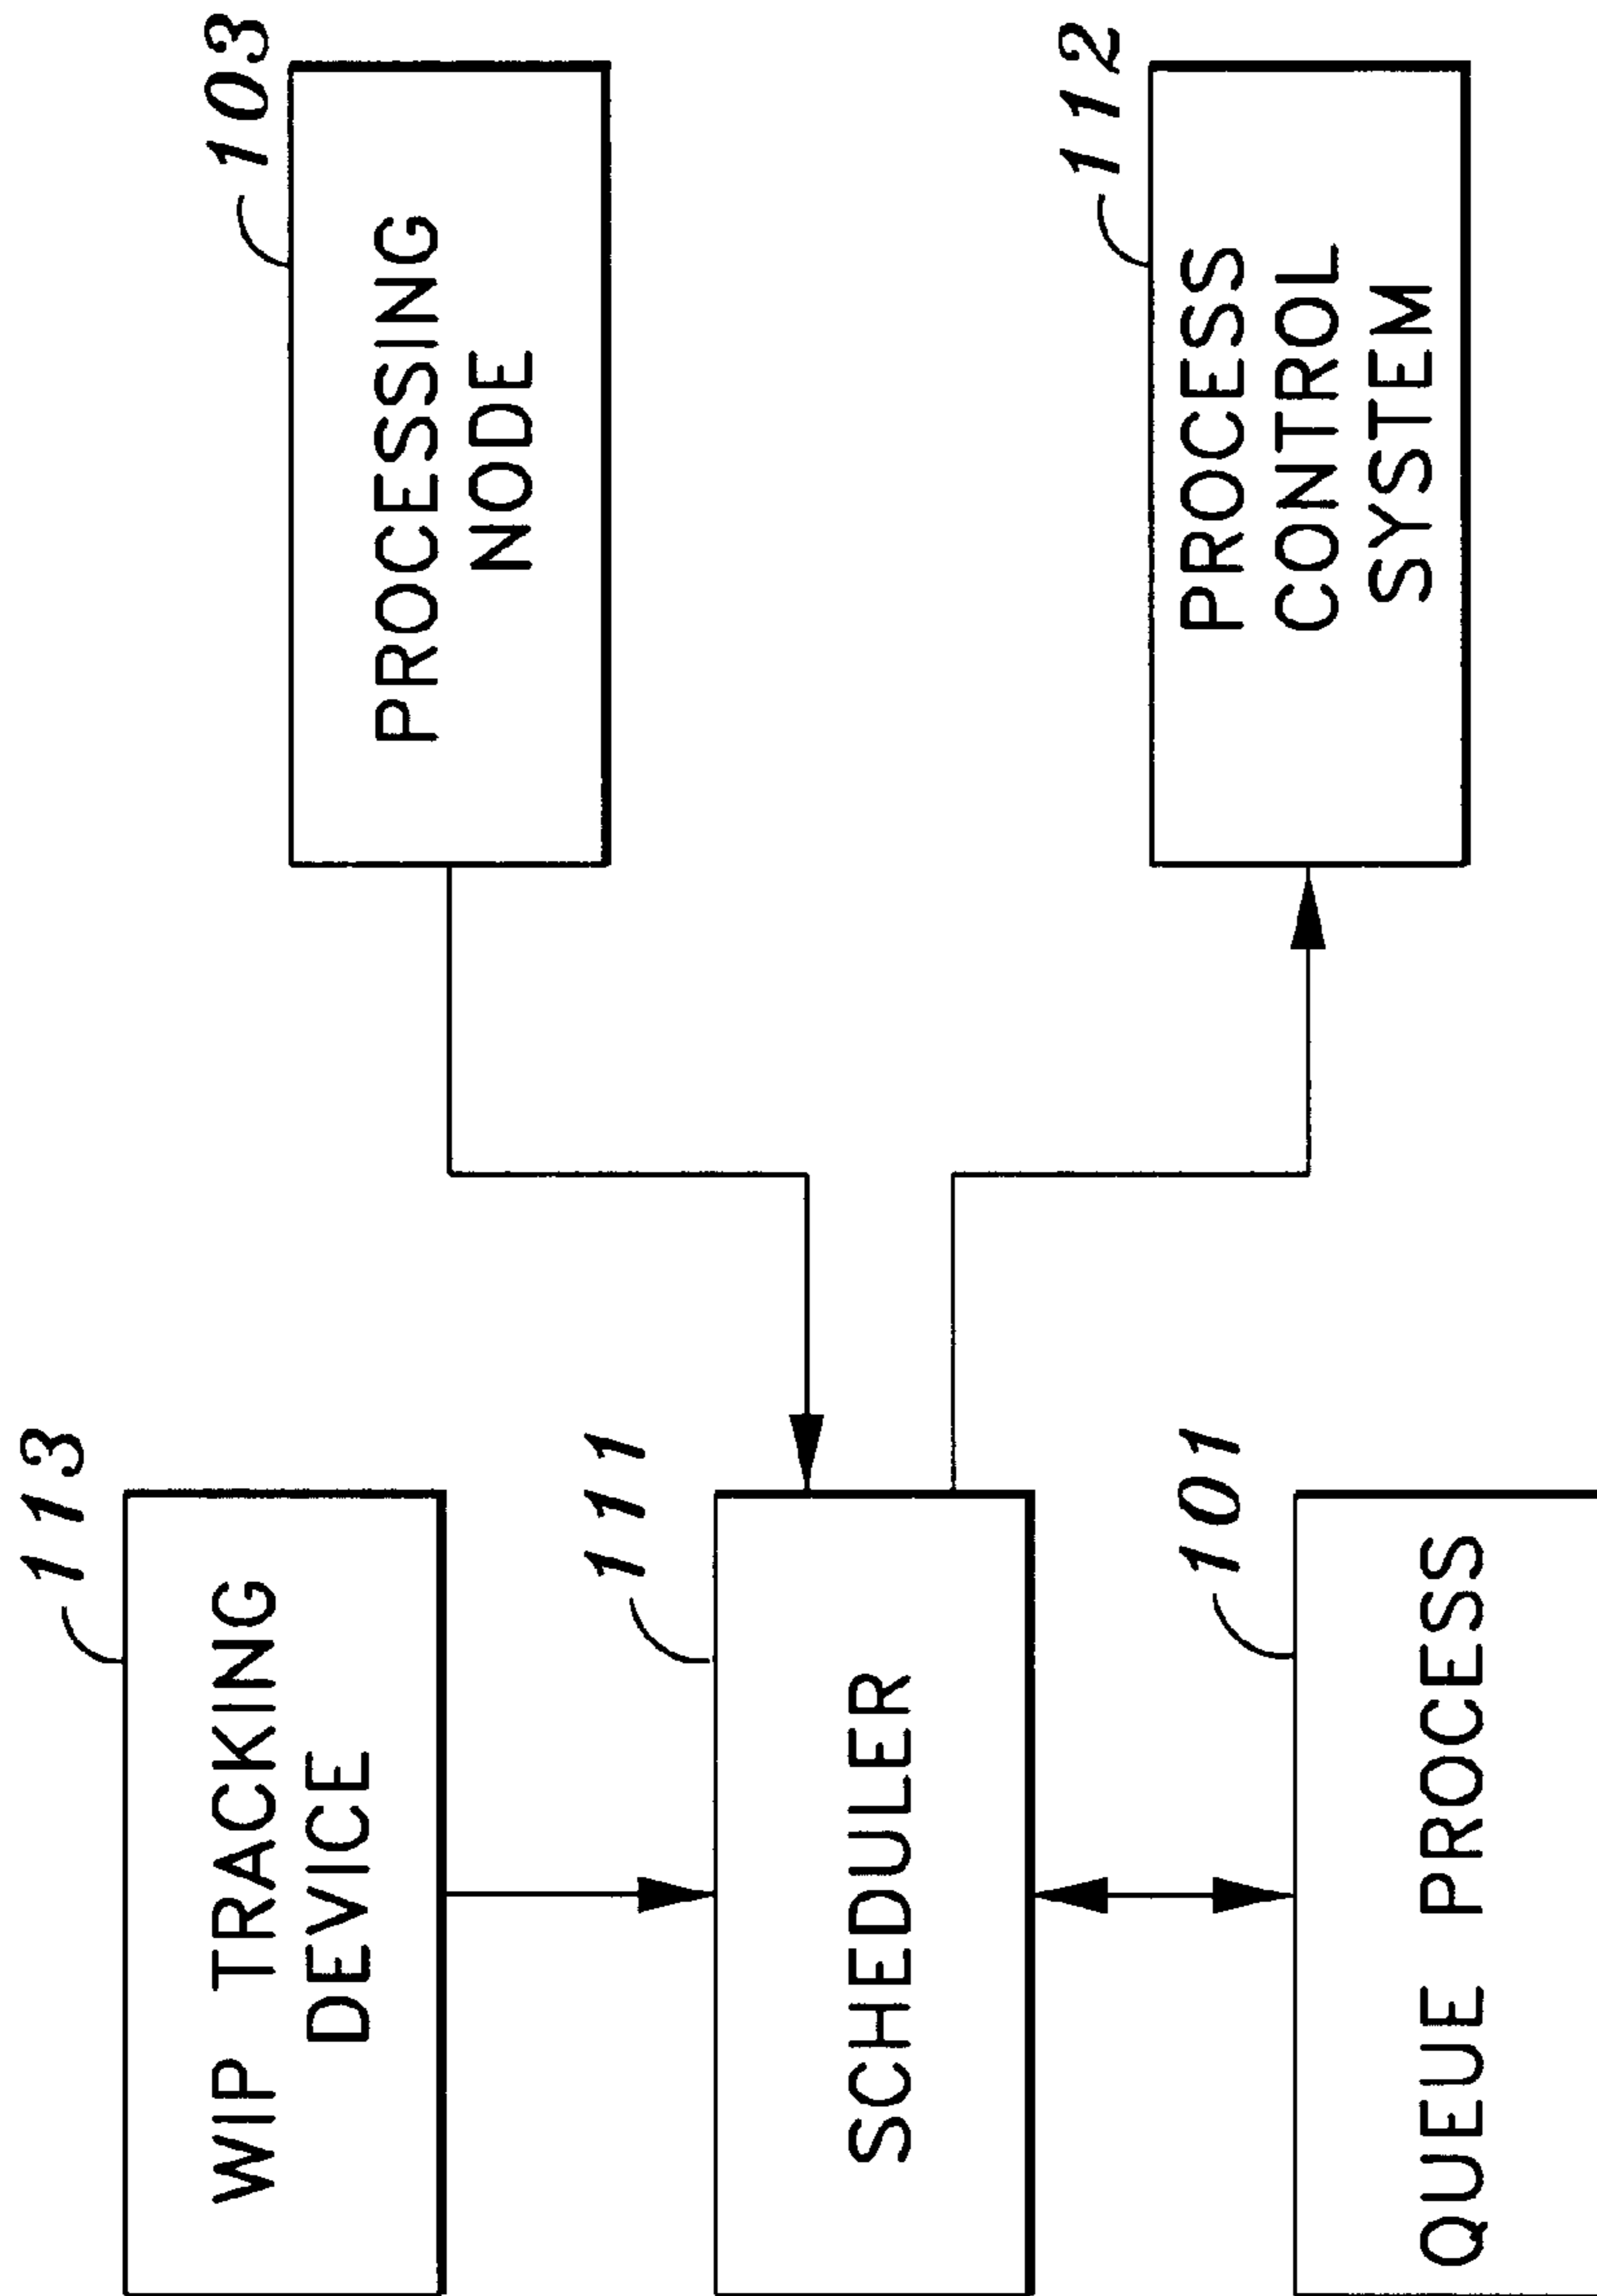 113
WIP TRACKING
DEVICE
103
PROCESSING
NODE
111
SCHEDULER
112
PROCESS
CONTROL
SYSTEM
101
QUEUE PROCESS